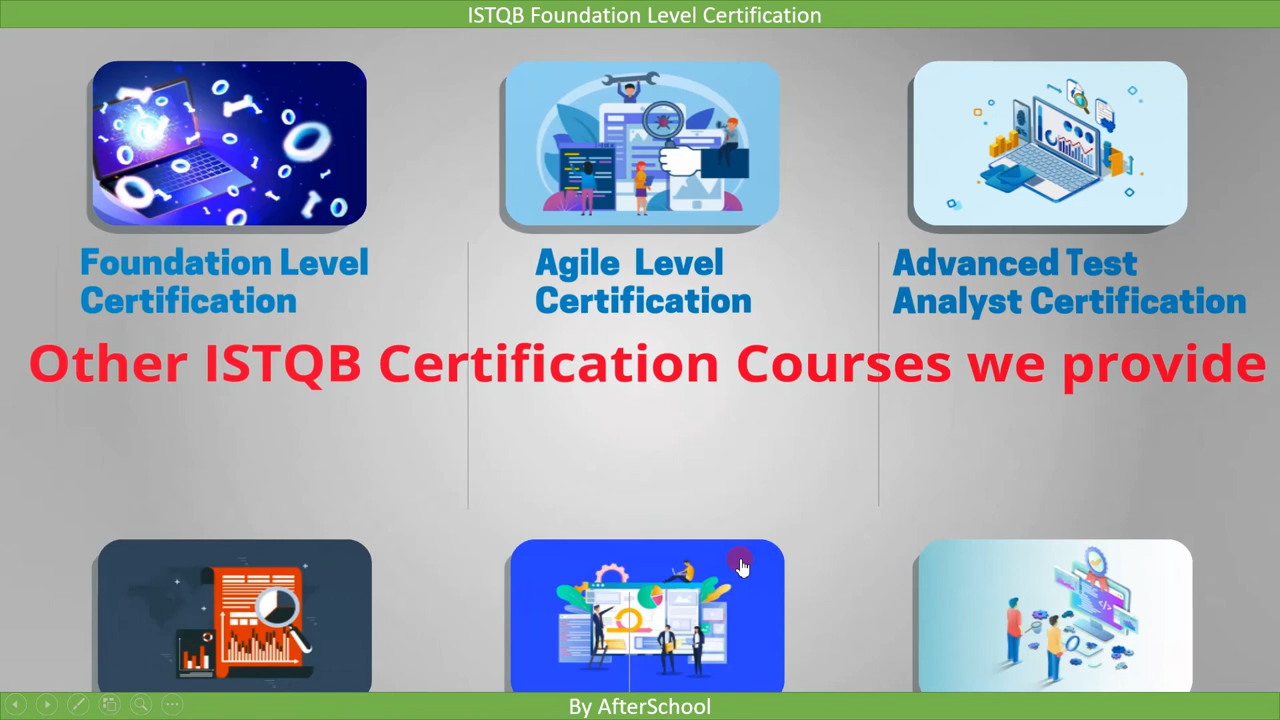 ISTQB Foundation Level Certification
Foundation Level
Certification
Agile Level
Certification
Advanced Test
Analyst Certification
Other ISTQB Certification Courses we provide
By AfterSchool